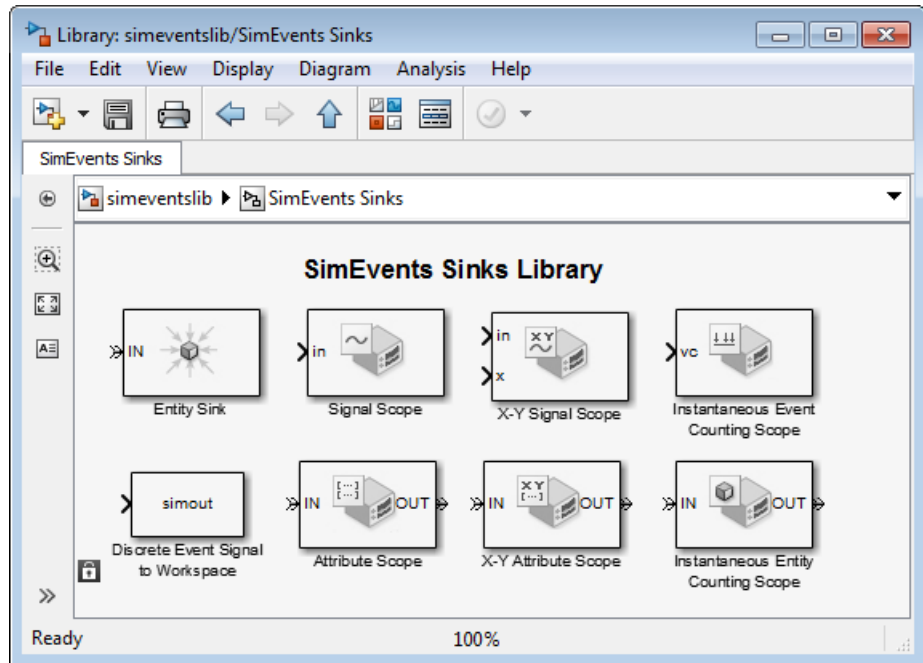 Library: simeventslib/SimEvents Sinks
File Edit View Display Diagram Analysis Help
SimEvents Sinks
simeventslib SimEvents Sinks
SimEvents Sinks Library
IN
Entity Sink
in
Signal Scope
in
x
XY
X-Y Signal Scope
vc
Instantaneous Event
Counting Scope
simout
Discrete Event Signal
to Workspace
IN [...] [...] OUT
Attribute Scope
IN XY [...] OUT
X-Y Attribute Scope
IN OUT
Instantaneous Entity
Counting Scope
Ready 100%